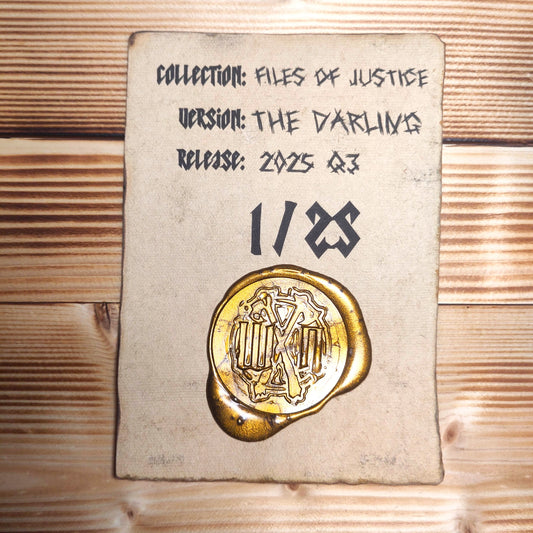 COLLECTION: FILES OF JUSTICE
VERSION: THE DARLING
RELEASE: 2025 Q3
1/25